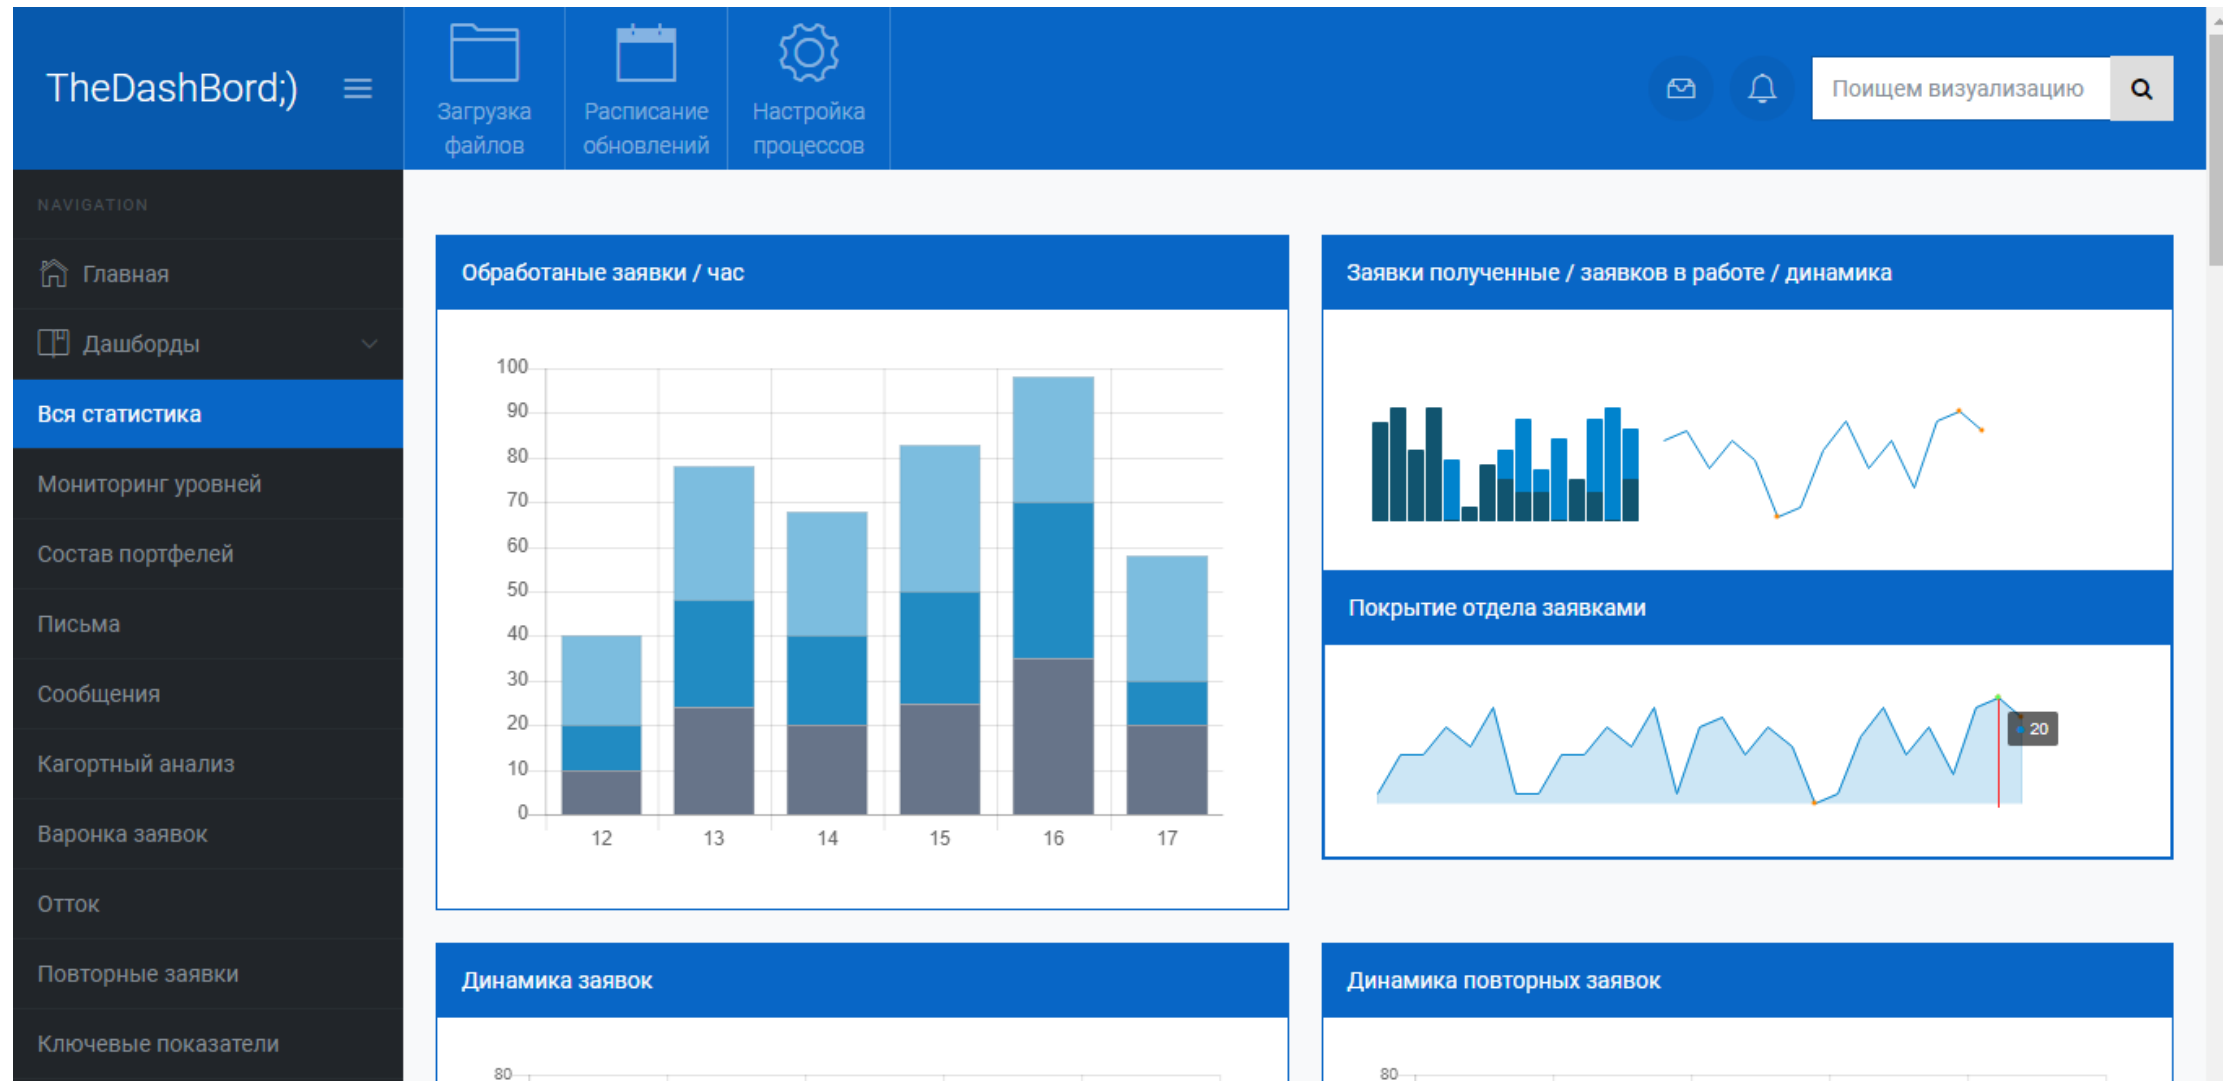 TheDashBord;)
Загрузка
файлов
Расписание
обновлений
Настройка
процессов
Поищем визуализацию
NAVIGATION
Главная
Дашборды
Вся статистика
Мониторинг уровней
Состав портфелей
Письма
Сообщения
Кагортный анализ
Варонка заявок
Отток
Повторные заявки
Ключевые показатели
Обработаные заявки / час
100
90
80
70
60
50
40
30
20
10
0
12 13 14 15 16 17
Заявки полученные / заявков в работе / динамика
Покрытие отдела заявками
20
Динамика заявок
80
Динамика повторных заявок
80